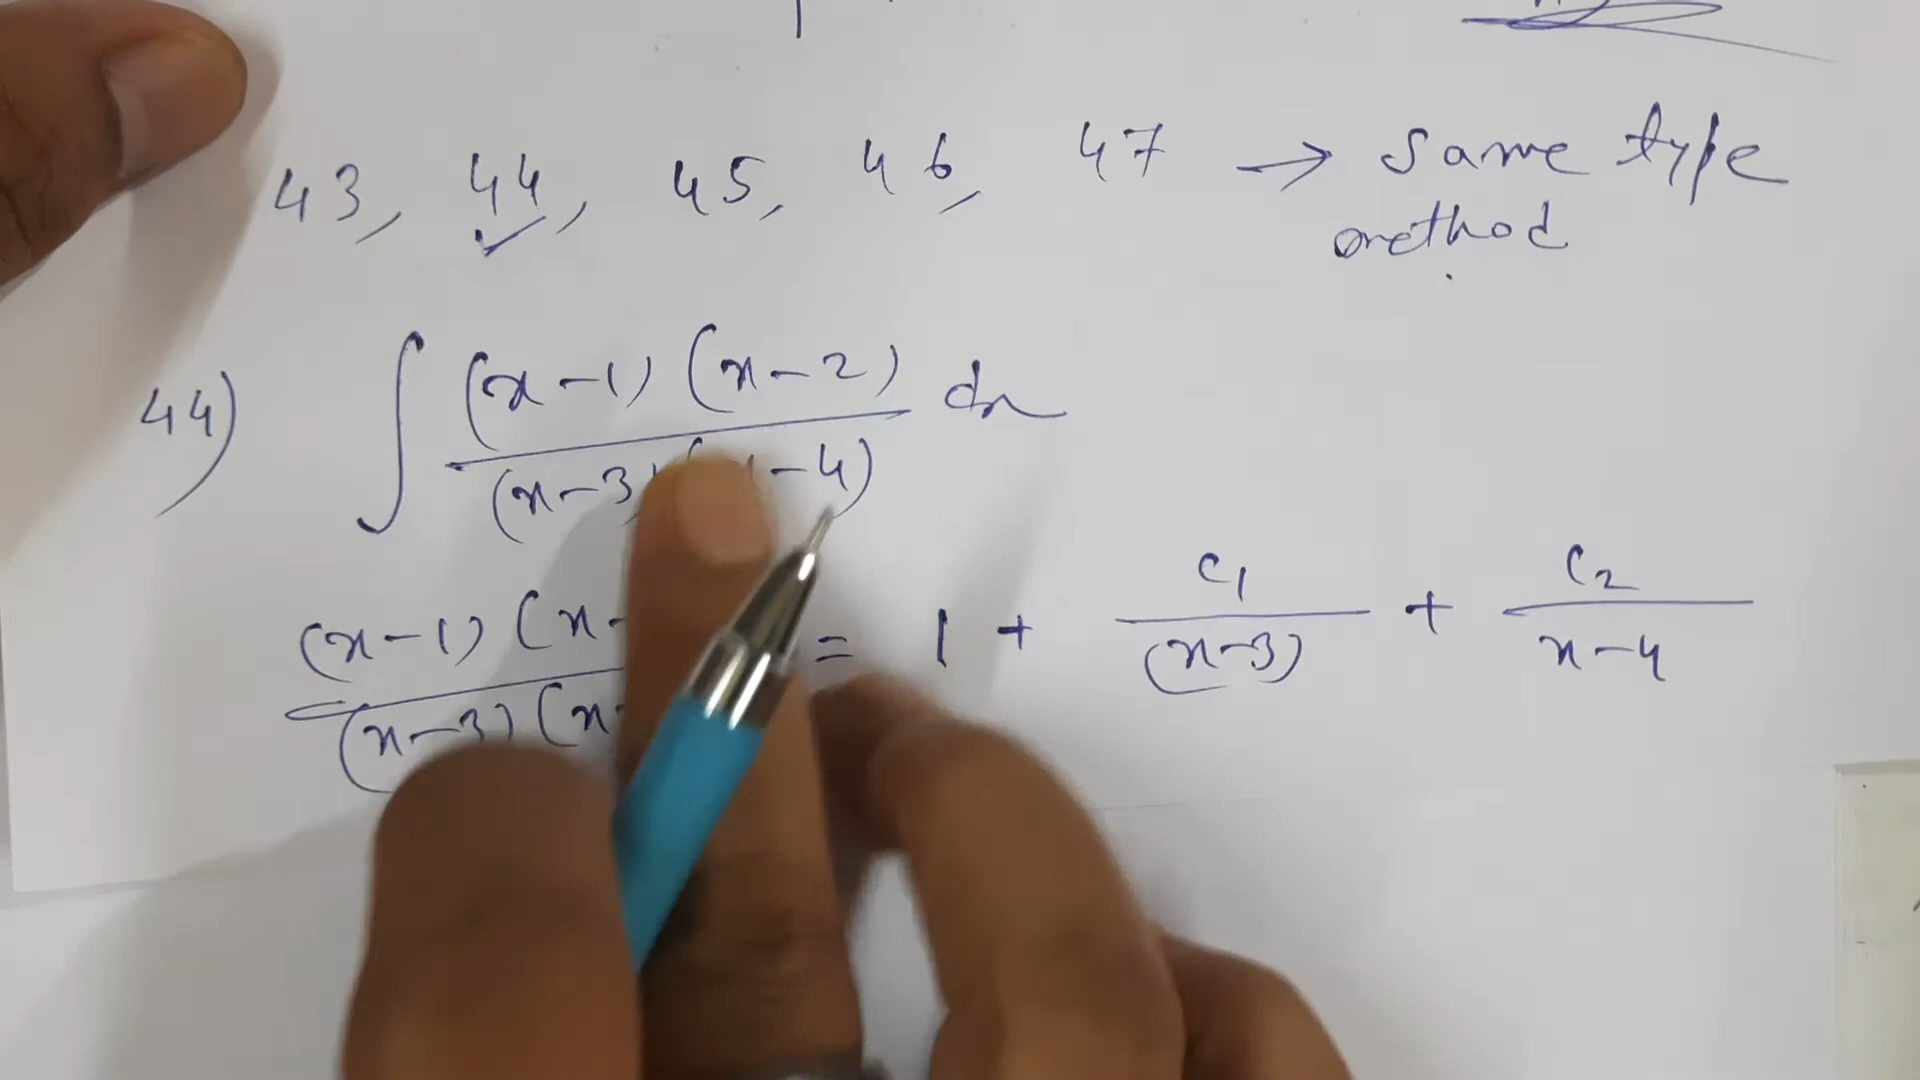 43, 44, 45, 46, 47 → same type
method
44) ∫ (x-1) (x-2) dx
(x-3) (x-4)
(x-1) (x- = 1 + C1 + C2
(x-3) (x- (x-3) x-4